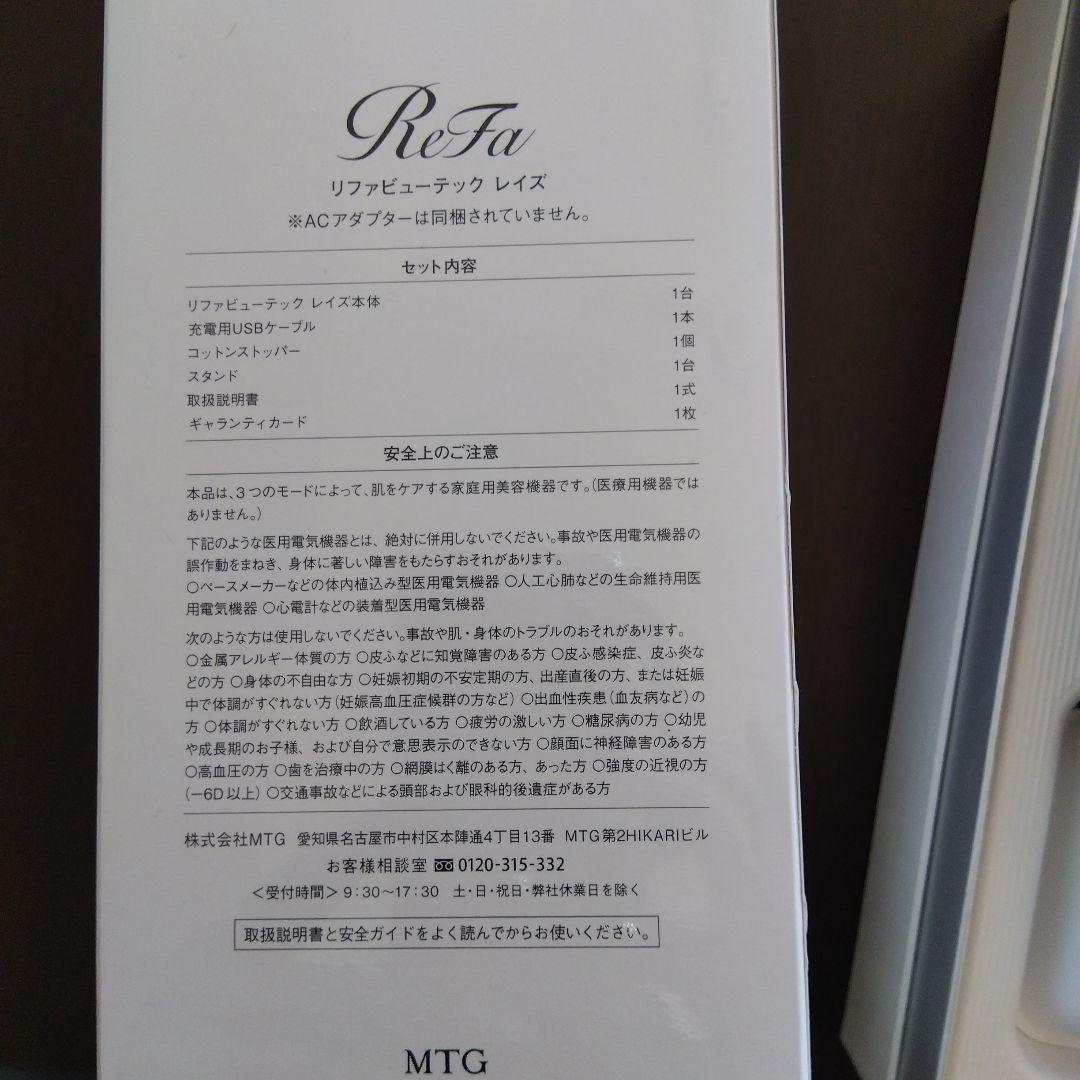 ReFa
リファビューテック レイズ
※ACアダプターは同梱されていません。
セット内容
リファビューテック レイズ本体 1台
充電用USBケーブル 1本
コットンストッパー 1個
スタンド 1台
取扱説明書 1式
ギャランティカード 1枚
安全上のご注意
本品は、3つのモードによって、肌をケアする家庭用美容機器です。(医療用機器では
ありません。)
下記のような医用電気機器とは、絶対に併用しないでください。事故や医用電気機器の
誤作動をまねき、身体に著しい障害をもたらすおそれがあります。
○ペースメーカーなどの体内植込み型医用電気機器 ○人工心肺などの生命維持用医
用電気機器 ○心電計などの装着型医用電気機器
次のような方は使用しないでください。事故や肌・身体のトラブルのおそれがあります。
○金属アレルギー体質の方 ○皮ふなどに知覚障害のある方 ○皮ふ感染症、皮ふ炎な
どの方 ○身体の不自由な方 ○妊娠初期の不安定期の方、出産直後の方、または妊娠
中で体調がすぐれない方(妊娠高血圧症候群の方など) ○出血性疾患(血友病など)の
方 ○体調がすぐれない方 ○飲酒している方 ○疲労の激しい方 ○糖尿病の方 ○幼児
や成長期のお子様、および自分で意思表示のできない方 ○顔面に神経障害のある方
○高血圧の方 ○歯を治療中の方 ○網膜はく離のある方、あった方 ○強度の近視の方
(−6D以上) ○交通事故などによる頭部および眼科的後遺症がある方
株式会社MTG 愛知県名古屋市中村区本陣通4丁目13番 MTG第2HIKARIビル
お客様相談室 0120-315-332
＜受付時間＞9:30〜17:30 土・日・祝日・弊社休業日を除く
取扱説明書と安全ガイドをよく読んでからお使いください。
MTG